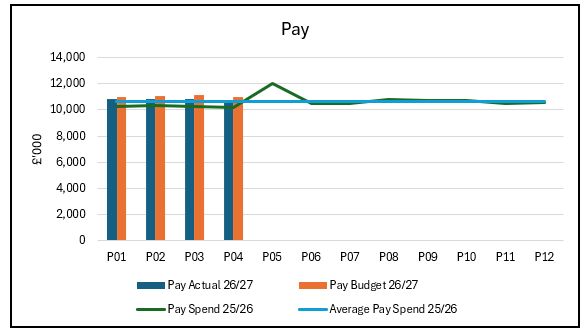 Pay
14,000
12,000
10,000
8,000
6,000
4,000
2,000
0
£'000
P01 P02 P03 P04 P05 P06 P07 P08 P09 P10 P11 P12
Pay Actual 26/27 Pay Budget 26/27
Pay Spend 25/26 Average Pay Spend 25/26